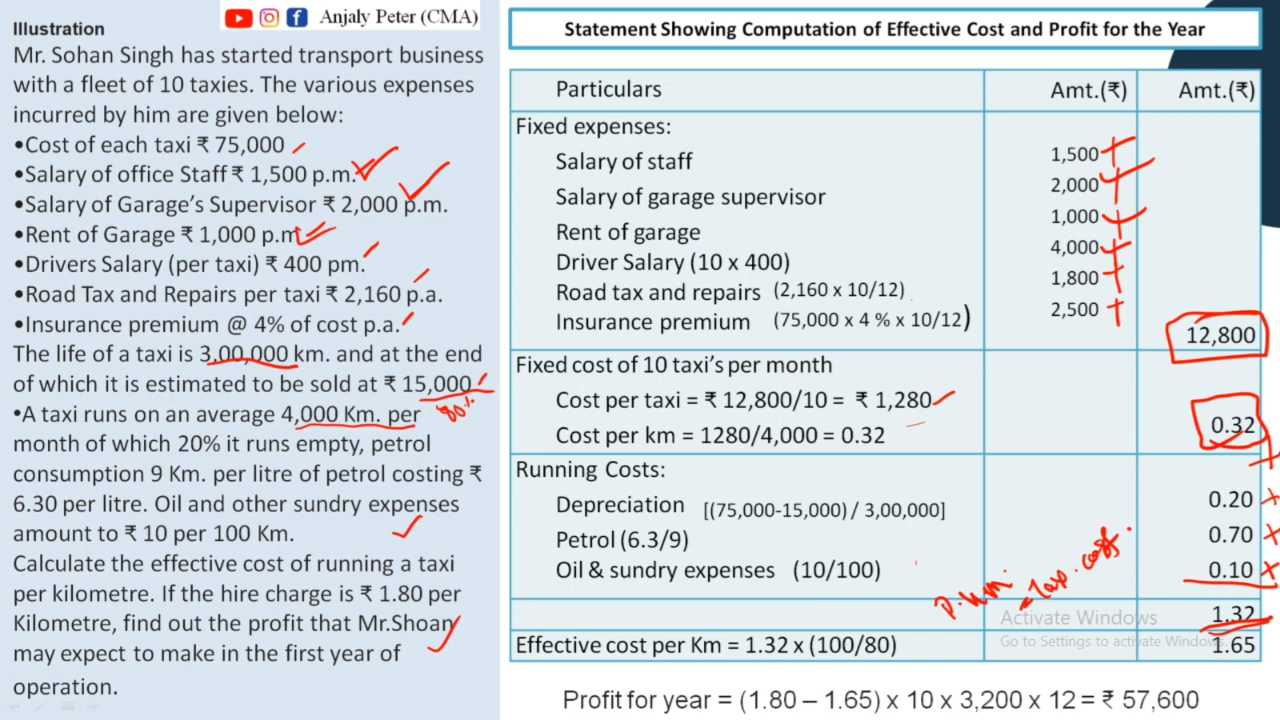 Anjaly Peter (CMA)
Illustration
Mr. Sohan Singh has started transport business
with a fleet of 10 taxies. The various expenses
incurred by him are given below:
•Cost of each taxi ₹ 75,000
•Salary of office Staff ₹ 1,500 p.m.
•Salary of Garage's Supervisor ₹ 2,000 p.m.
•Rent of Garage ₹ 1,000 p.m
•Drivers Salary (per taxi) ₹ 400 pm.
•Road Tax and Repairs per taxi ₹ 2,160 p.a.
•Insurance premium @ 4% of cost p.a.
The life of a taxi is 3,00,000 km. and at the end
of which it is estimated to be sold at ₹ 15,000
80%
•A taxi runs on an average 4,000 Km. per
month of which 20% it runs empty, petrol
consumption 9 Km. per litre of petrol costing ₹
6.30 per litre. Oil and other sundry expenses
amount to ₹ 10 per 100 Km.
Calculate the effective cost of running a taxi
per kilometre. If the hire charge is ₹ 1.80 per
Kilometre, find out the profit that Mr.Shoan
may expect to make in the first year of
operation.
Statement Showing Computation of Effective Cost and Profit for the Year
Particulars Amt.(₹) Amt.(₹)
Fixed expenses:
Salary of staff 1,500
Salary of garage supervisor 2,000
Rent of garage 1,000
Driver Salary (10 x 400) 4,000
Road tax and repairs (2,160 x 10/12) 1,800
Insurance premium (75,000 x 4 % x 10/12) 2,500
12,800
Fixed cost of 10 taxi's per month
Cost per taxi = ₹ 12,800/10 = ₹ 1,280
Cost per km = 1280/4,000 = 0.32 0.32
Running Costs:
Depreciation [(75,000-15,000) / 3,00,000] 0.20
Petrol (6.3/9) 0.70
Oil & sundry expenses (10/100) 0.10
cost.
1.32
Activate Windows
Go to Settings to activate Windows.
Effective cost per Km = 1.32 x (100/80) 1.65
Profit for year = (1.80 – 1.65) x 10 x 3,200 x 12 = ₹ 57,600